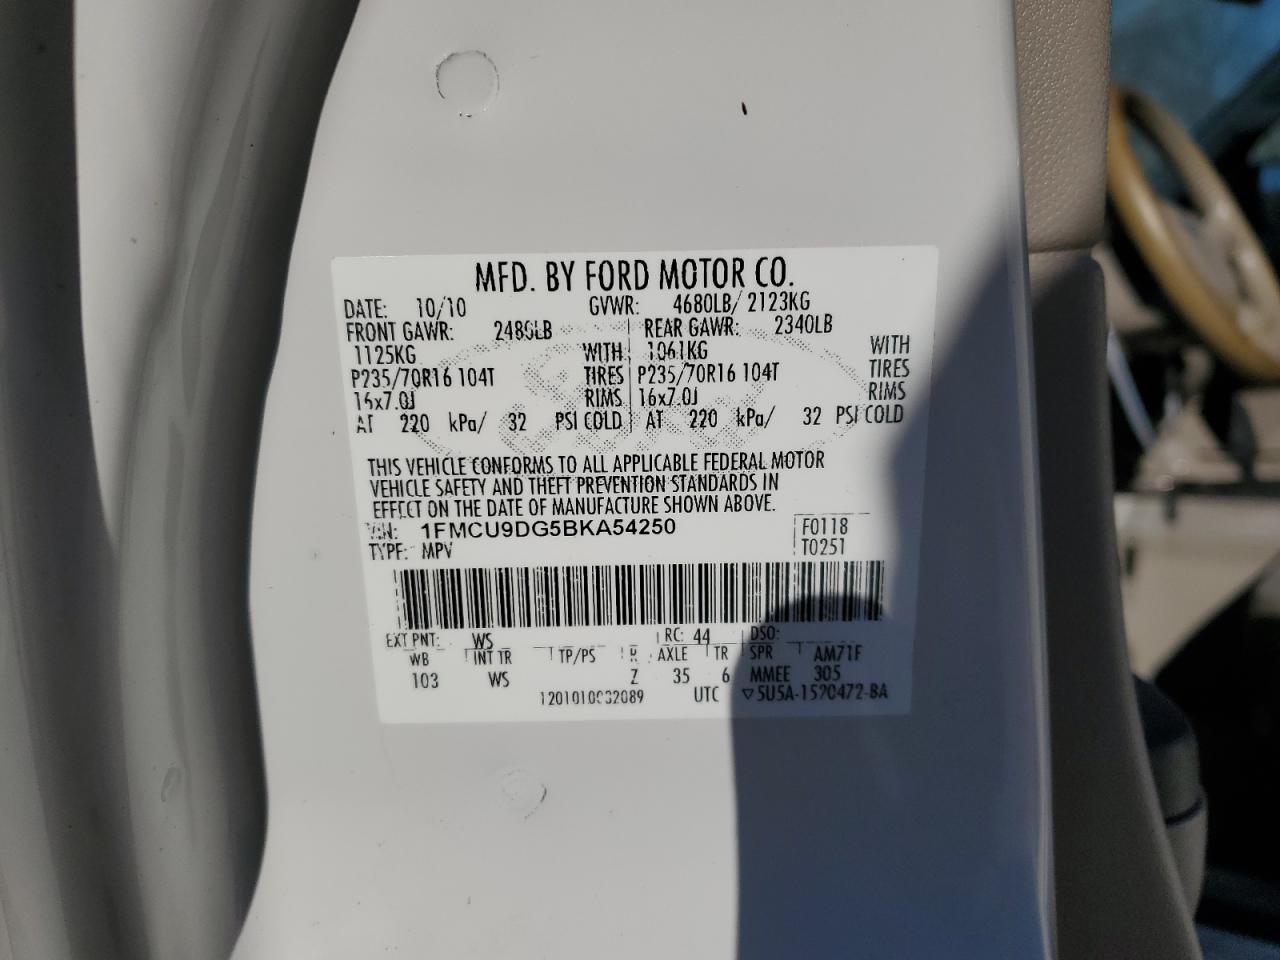 MFD. BY FORD MOTOR CO.
DATE: 10/10 GVWR: 4680LB/ 2123KG
FRONT GAWR: 2480LB REAR GAWR: 2340LB
1125KG WITH 1061KG WITH
P235/70R16 104T TIRES P235/70R16 104T TIRES
16x7.0J RIMS 16x7.0J RIMS
AT 220 kPa/ 32 PSI COLD AT 220 kPa/ 32 PSI COLD
THIS VEHICLE CONFORMS TO ALL APPLICABLE FEDERAL MOTOR
VEHICLE SAFETY AND THEFT PREVENTION STANDARDS IN
EFFECT ON THE DATE OF MANUFACTURE SHOWN ABOVE.
VIN: 1FMCU9DG5BKA54250 F0118
TYPE: MPV T0251
EXT PNT: WS RC: 44 DSO:
WB INT TR TP/PS R AXLE TR SPR AM71F
103 WS Z 35 6 MMEE 305
UTC ▽5U5A-1520472-BA